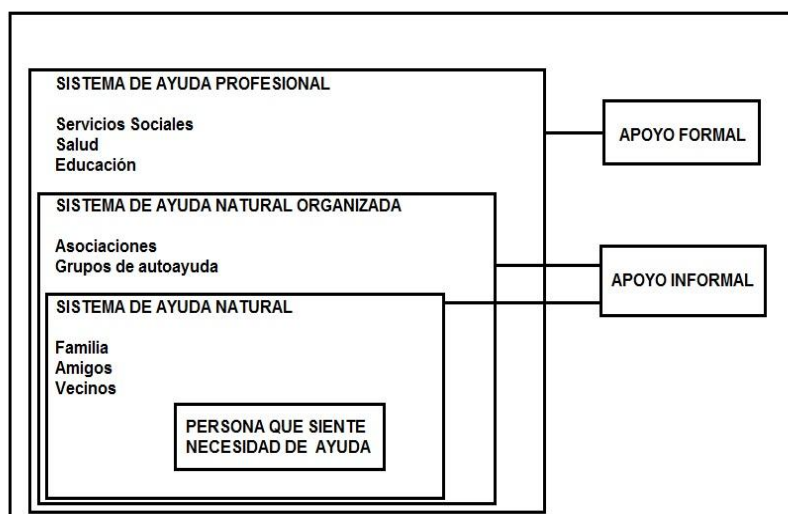 SISTEMA DE AYUDA PROFESIONAL
Servicios Sociales
Salud
Educación
APOYO FORMAL
SISTEMA DE AYUDA NATURAL ORGANIZADA
Asociaciones
Grupos de autoayuda
APOYO INFORMAL
SISTEMA DE AYUDA NATURAL
Familia
Amigos
Vecinos
PERSONA QUE SIENTE
NECESIDAD DE AYUDA